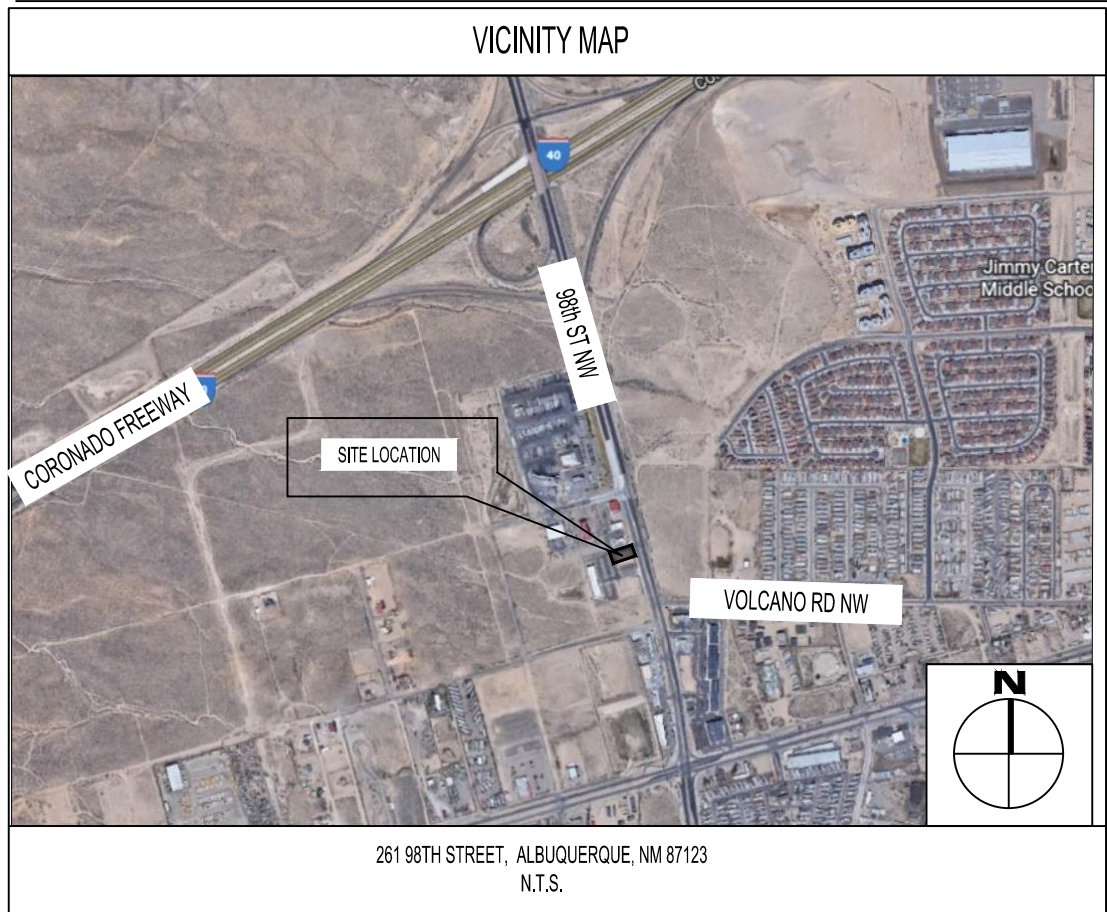 VICINITY MAP
40
98th ST NW
Jimmy Carter
Middle
CORONADO FREEWAY
SITE LOCATION
VOLCANO RD NW
N
261 98TH STREET, ALBUQUERQUE, NM 87123
N.T.S.